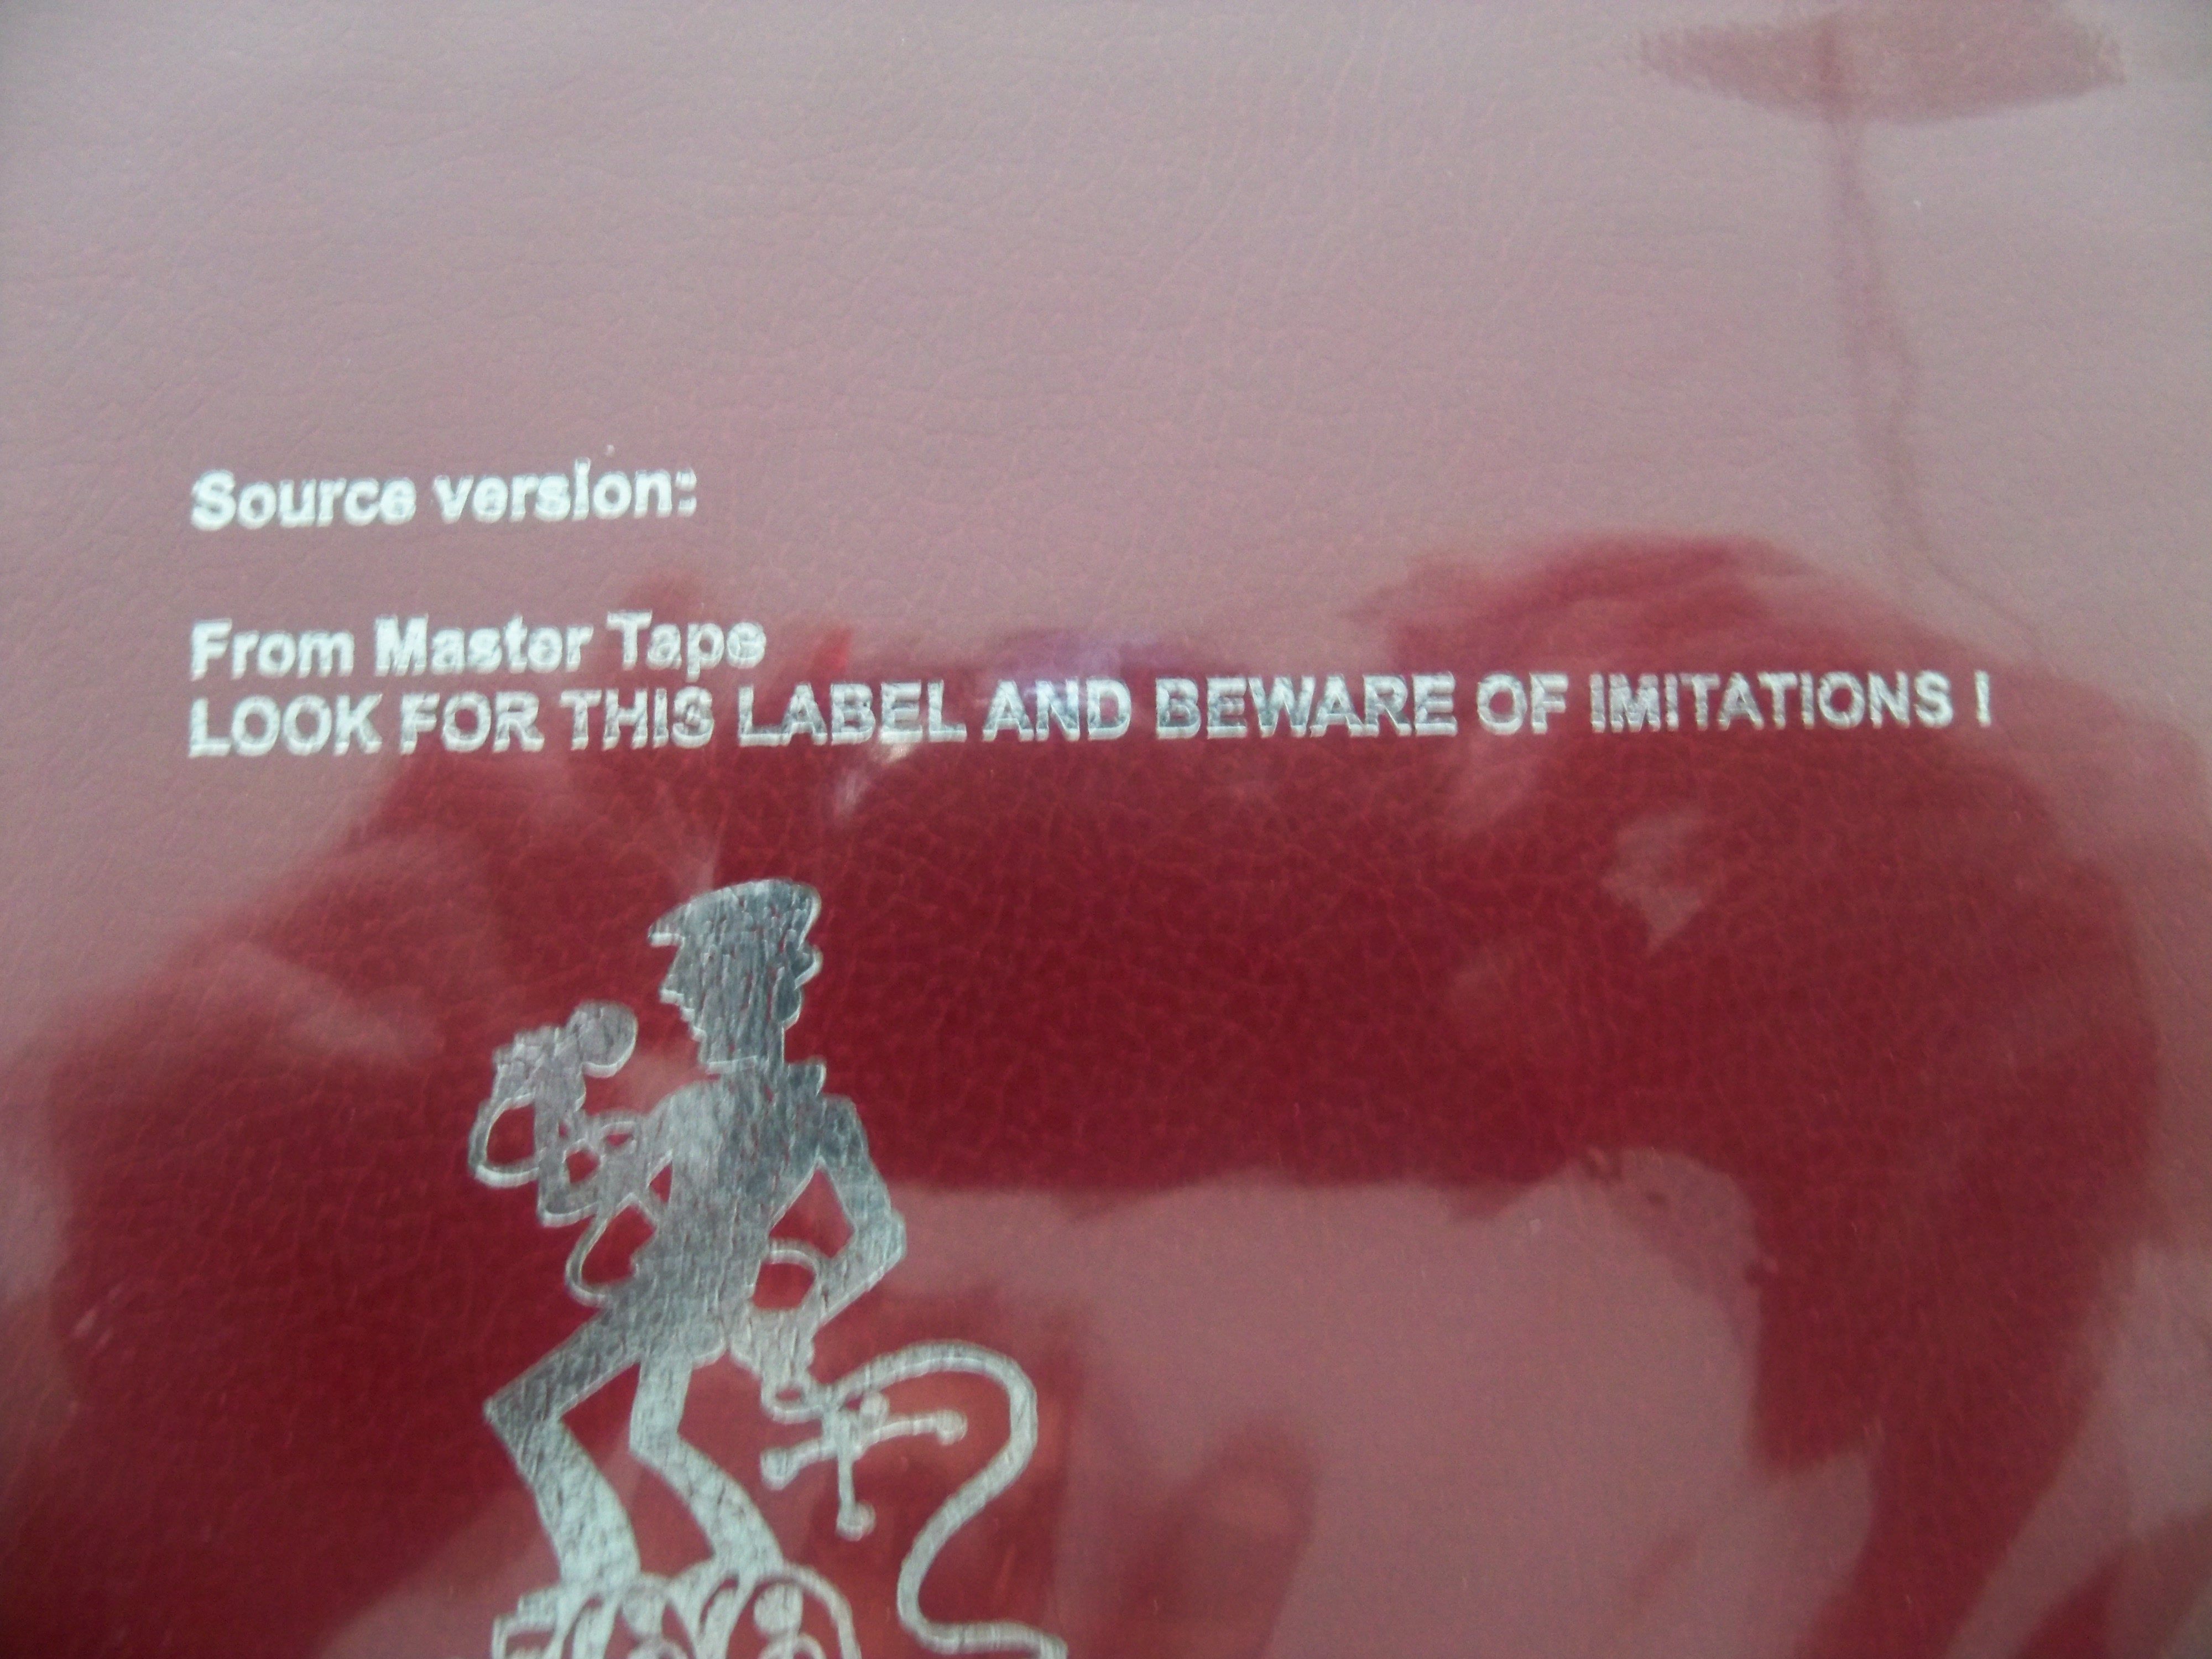 Source version:
From Master Tape
LOOK FOR THIS LABEL AND BEWARE OF IMITATIONS !